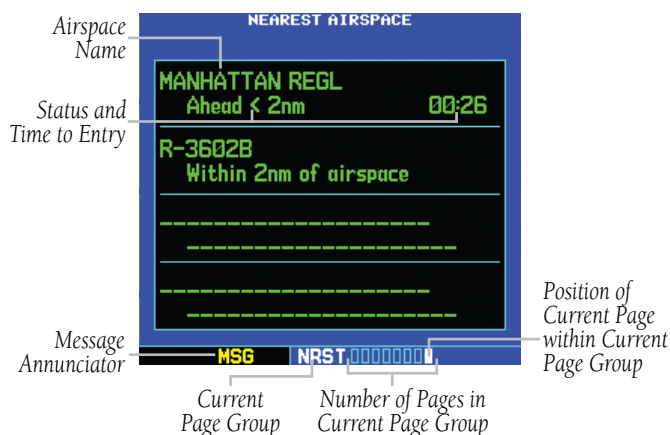 NEAREST AIRSPACE
Airspace
Name
MANHATTAN REGL
Ahead < 2nm 00:26
Status and
Time to Entry
R-3602B
Within 2nm of airspace
Position of
Current Page
within Current
Page Group
Message
Annunciator
MSG NRST
Current
Page Group
Number of Pages in
Current Page Group